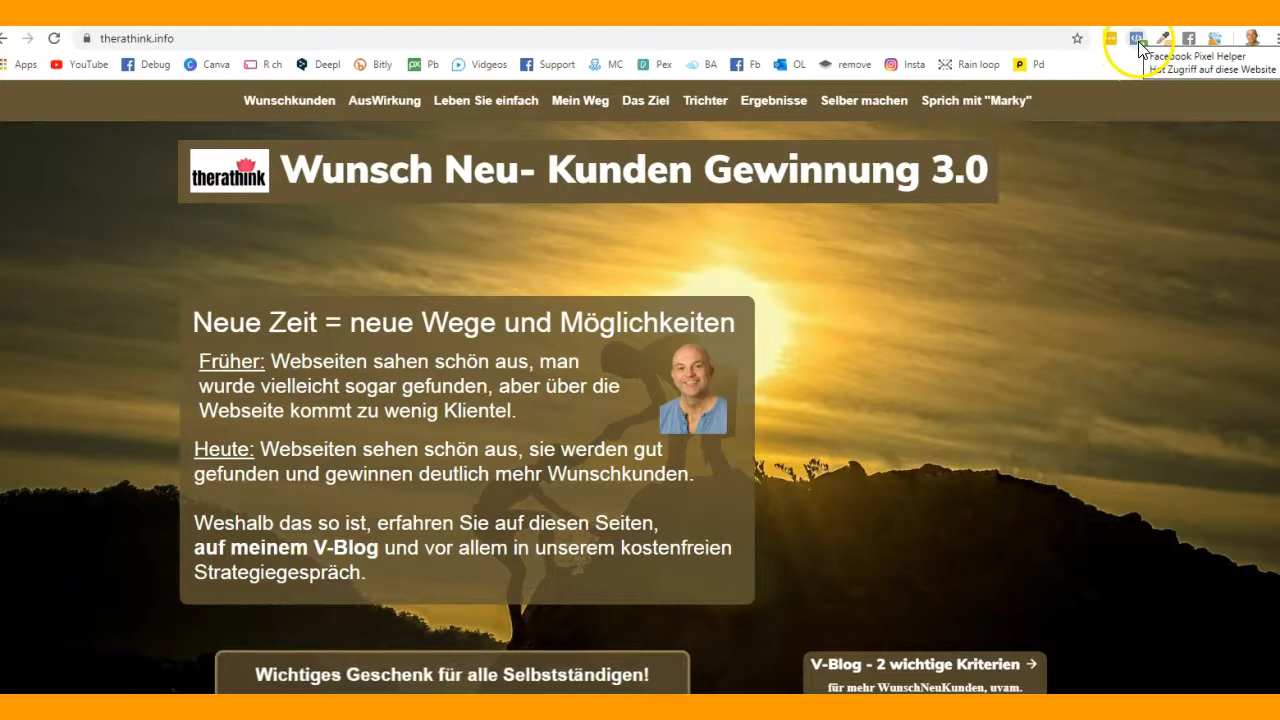 therathink.info
Facebook Pixel Helper
Hat Zugriff auf diese Website
Apps YouTube Debug Canva R ch Deepl Bitly Pb Vidgeos Support MC Pex BA Fb OL remove Insta Rain loop Pd
Wunschkunden AusWirkung Leben Sie einfach Mein Weg Das Ziel Trichter Ergebnisse Selber machen Sprich mit "Marky"
therathink Wunsch Neu- Kunden Gewinnung 3.0
Neue Zeit = neue Wege und Möglichkeiten
Früher: Webseiten sahen schön aus, man
wurde vielleicht sogar gefunden, aber über die
Webseite kommt zu wenig Klientel.
Heute: Webseiten sehen schön aus, sie werden gut
gefunden und gewinnen deutlich mehr Wunschkunden.
Weshalb das so ist, erfahren Sie auf diesen Seiten,
auf meinem V-Blog und vor allem in unserem kostenfreien
Strategiegespräch.
Wichtiges Geschenk für alle Selbstständigen!
V-Blog - 2 wichtige Kriterien →
für mehr WunschNeuKunden, uvam.